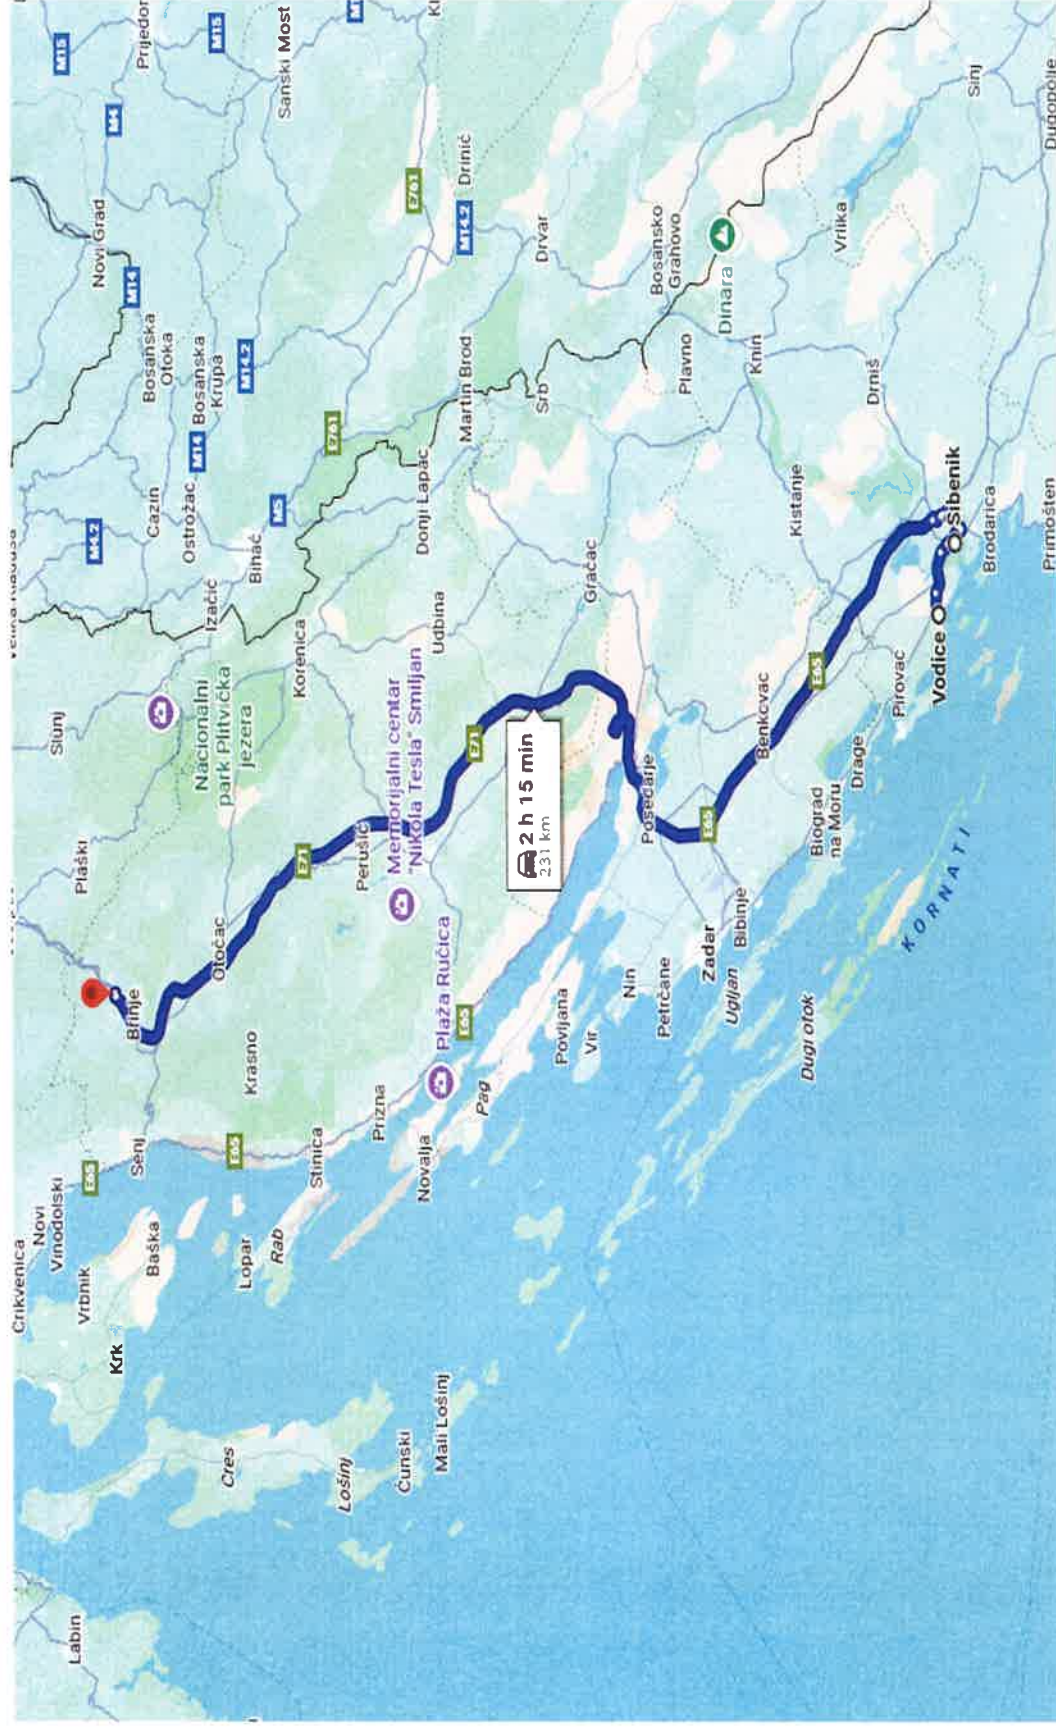 Crikvenica
Novi
Vinodolski
Slunj
M15
Labin
Vrbnik
E65
Plaški
M4.2
Novi Grad
M4
Krk
Senj
Brinje
M14
Prijedor
Baška
Cazin
Bosanska
Otoka
Ostrožac
M14
Bosanska
Krupa
Nacionalni
park Plitvička
jezera
Izačić
M15
Otočac
Cres
E65
Lopar
Krasno
Bihać
M14.2
Rab
M5
Sanski Most
Korenica
E71
Stinica
E761
Lošinj
Perušić
Prizna
Memorijalni centar
"Nikola Tesla" Smiljan
Ćunski
E761
Novalja
Donji Lapac
Mali Lošinj
Plaža Ručica
Udbina
E65
E71
Martin Brod
M14.2
Drinić
Pag
2 h 15 min
231 km
Srb
Drvar
Povljana
Vir
Gračac
Nin
Posedarje
Bosansko
Grahovo
Petrčane
Plavno
Zadar
E65
Dinara
Ugljan
Bibinje
Knin
Benkovac
Kistanje
Dugi otok
E65
Biograd
na Moru
Vrlika
Drage
Drniš
Pirovac
KORNATI
Vodice
Šibenik
Sinj
Brodarica
Primošten
Dugopolje